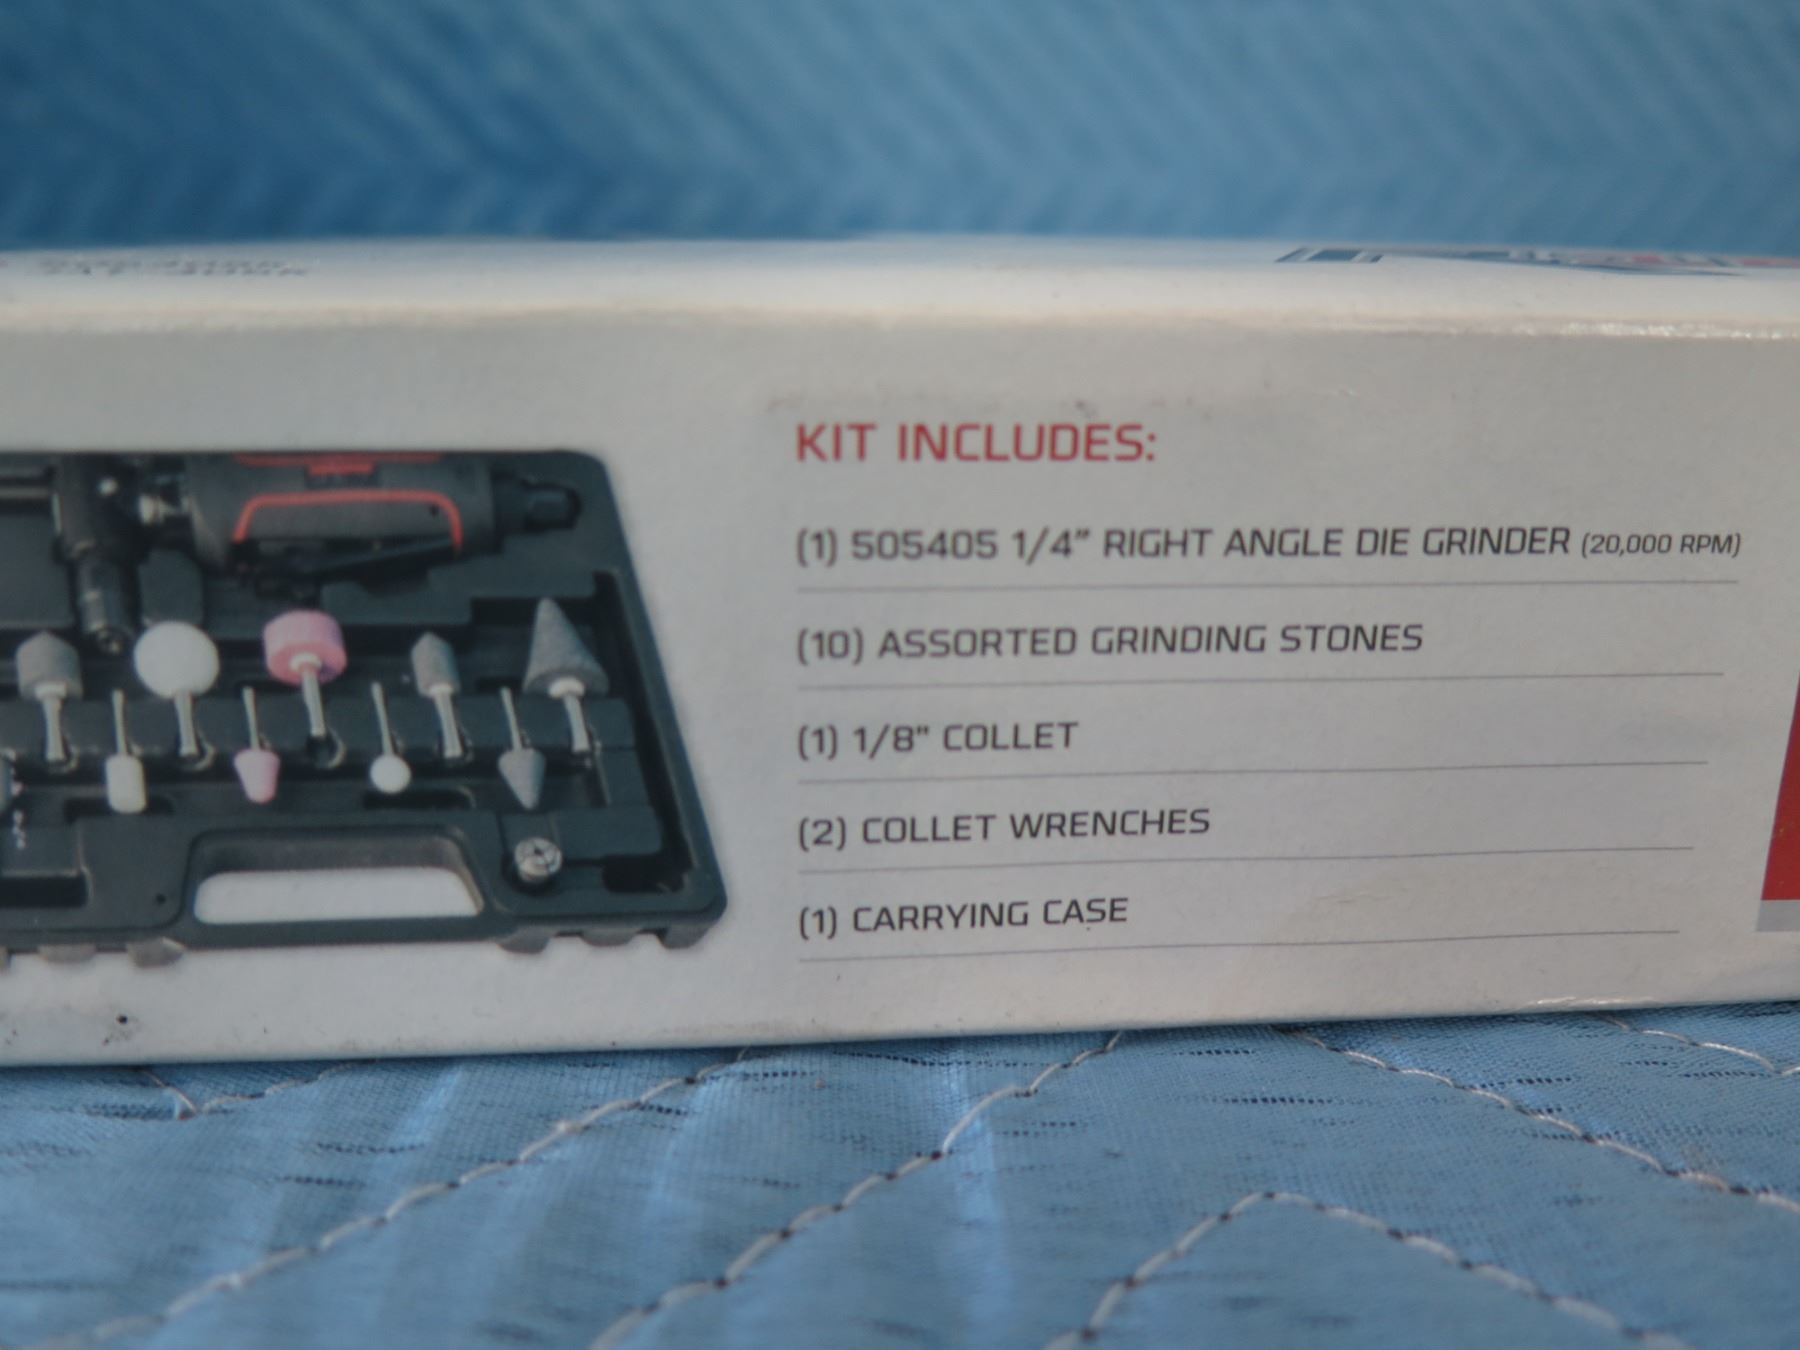 KIT INCLUDES:
(1) 505405 1/4" RIGHT ANGLE DIE GRINDER (20,000 RPM)
(10) ASSORTED GRINDING STONES
(1) 1/8" COLLET
(2) COLLET WRENCHES
(1) CARRYING CASE